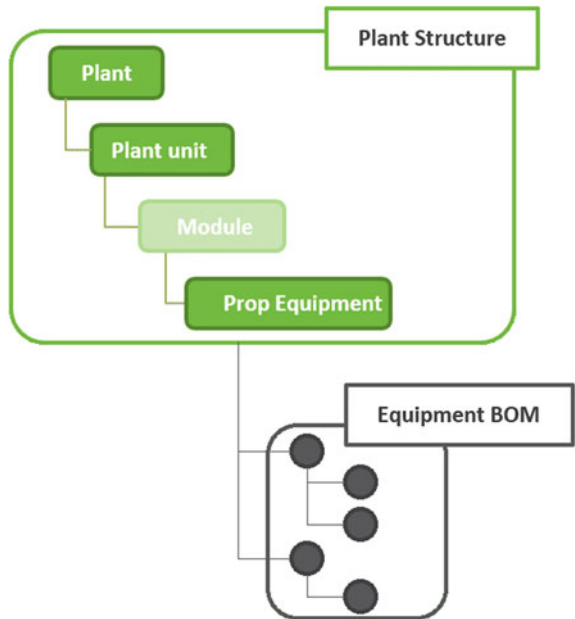 Plant Structure
Plant
Plant unit
Module
Prop Equipment
Equipment BOM